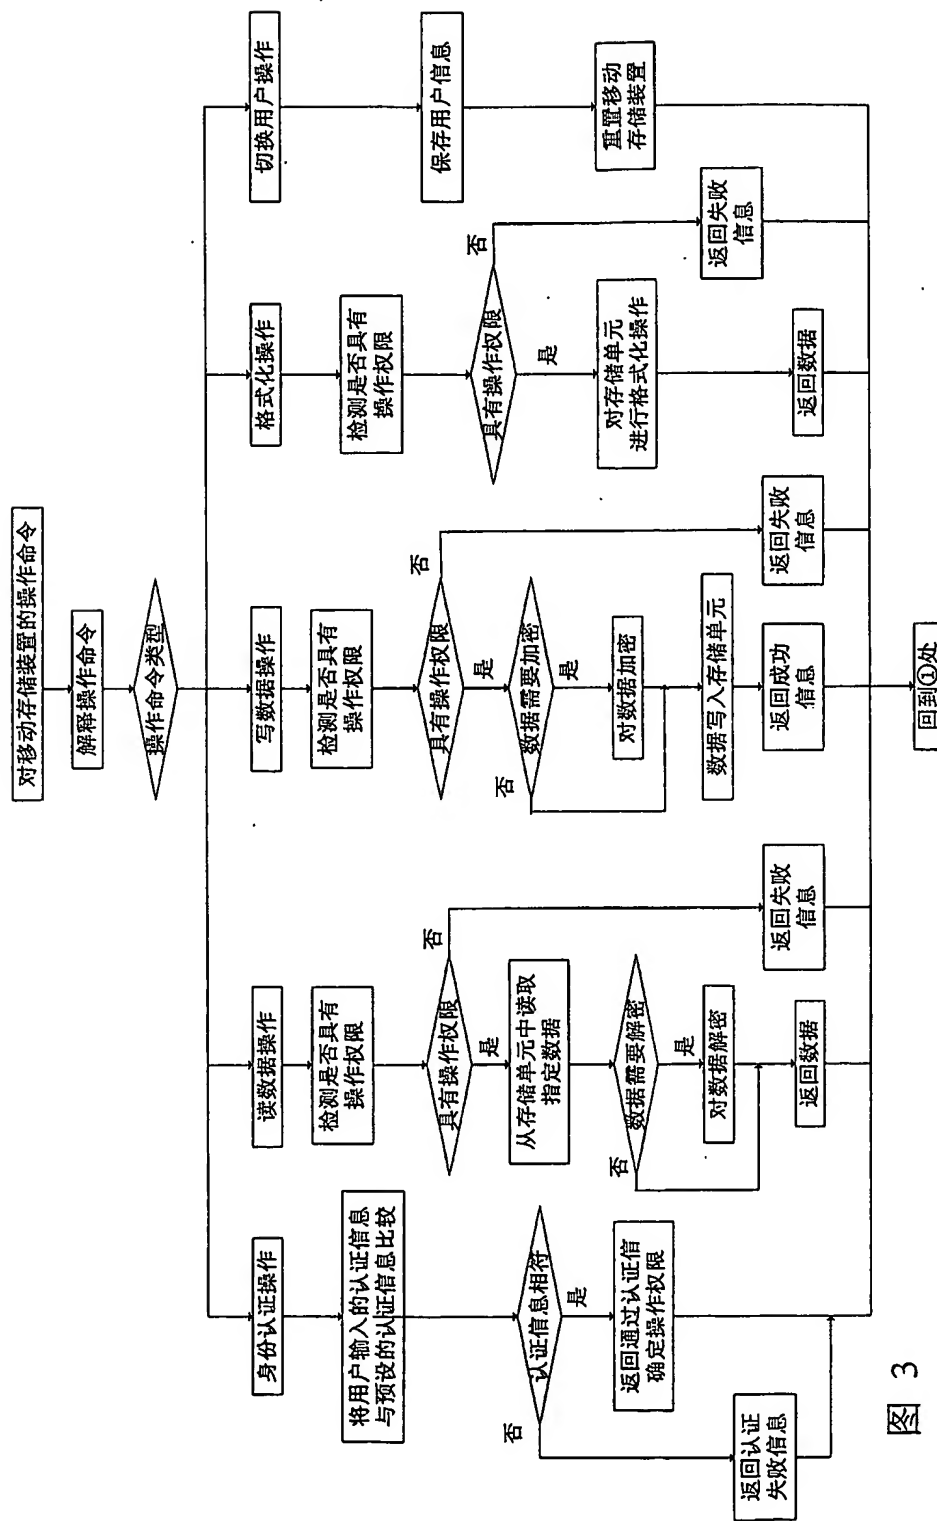 对移动存储装置的操作命令
解释操作命令
操作命令类型
身份认证操作
将用户输入的认证信息
与预设的认证信息比较
认证信息相符
否
是
返回认证
失败信息
返回通过认证信
确定操作权限
读数据操作
检测是否具有
操作权限
具有操作权限
否
是
从存储单元中读取
指定数据
数据需要解密
否
是
对数据解密
返回数据
返回失败
信息
写数据操作
检测是否具有
操作权限
具有操作权限
否
是
数据需要加密
否
是
对数据加密
数据写入存储单元
返回成功
信息
返回失败
信息
格式化操作
检测是否具有
操作权限
具有操作权限
否
是
对存储单元
进行格式化操作
返回数据
返回失败
信息
切换用户操作
保存用户信息
重置移动
存储装置
回到①处
图 3